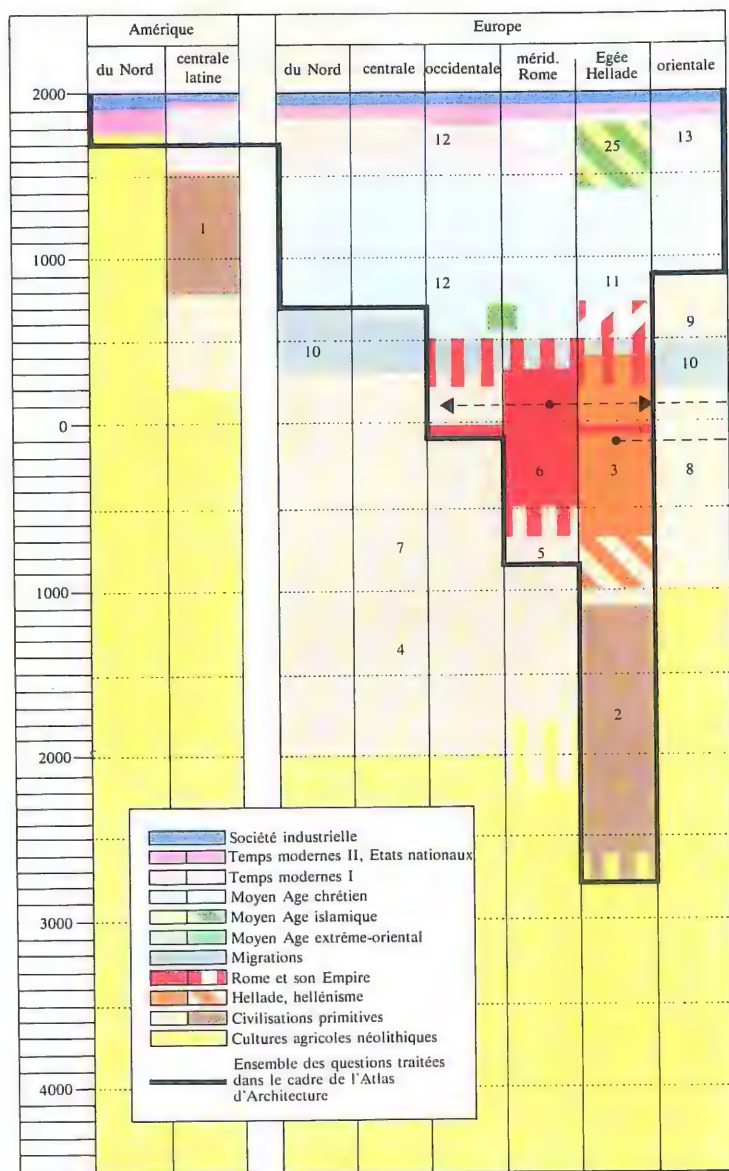 Amérique Europe
du Nord centrale latine du Nord centrale occidentale mérid. Rome Egée Hellade orientale
2000
12 25 13
1
1000
12 11
9
10 10
0
6 3 8
5
7
1000
4
2
2000
Société industrielle
Temps modernes II, Etats nationaux
Temps modernes I
Moyen Age chrétien
Moyen Age islamique
Moyen Age extrême-oriental
Migrations
3000
Rome et son Empire
Hellade, hellénisme
Civilisations primitives
Cultures agricoles néolithiques
Ensemble des questions traitées
dans le cadre de l'Atlas
d'Architecture
4000